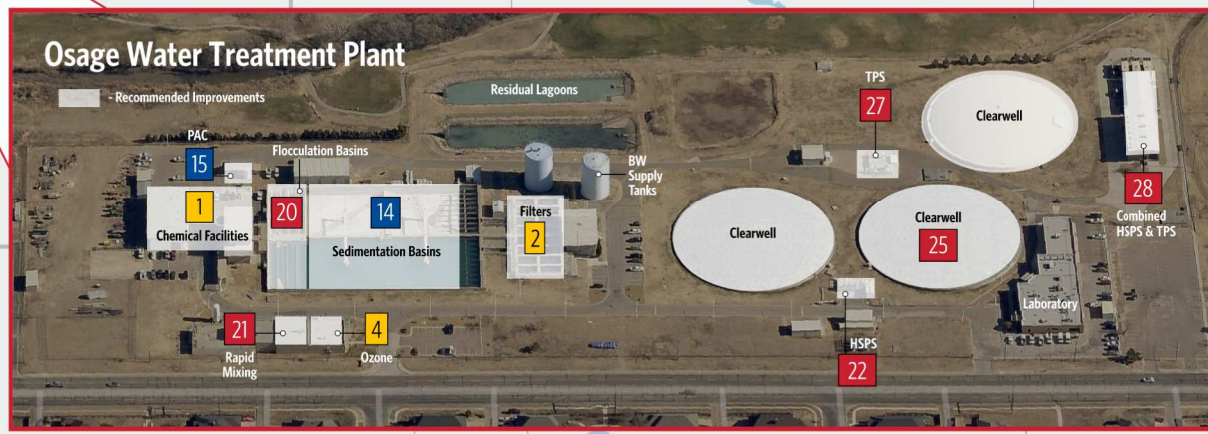 Osage Water Treatment Plant
- Recommended Improvements
Residual Lagoons
TPS
27
Clearwell
PAC
15
Flocculation Basins
BW
Supply
Tanks
28
Combined
HSPS & TPS
1
Chemical Facilities
20
14
Sedimentation Basins
Filters
2
Clearwell
Clearwell
25
Laboratory
21
Rapid
Mixing
4
Ozone
HSPS
22